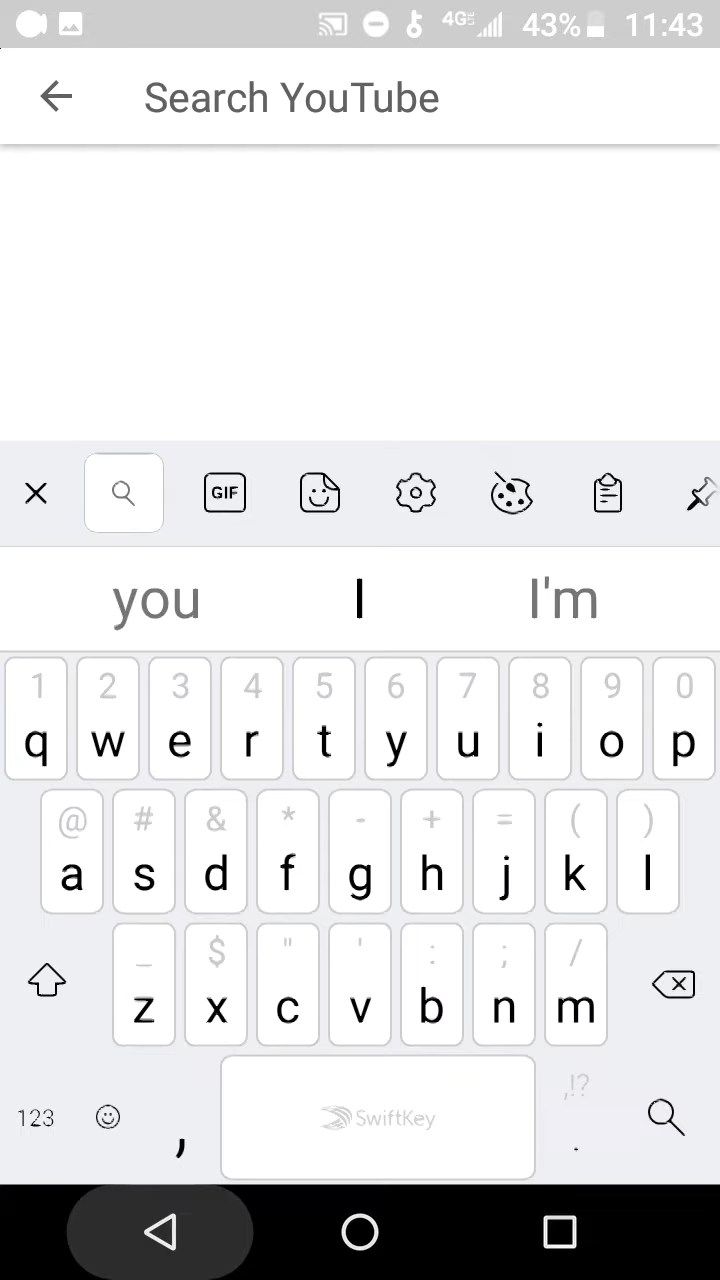 4G 43% 11:43
Search YouTube
GIF
you I I'm
1 2 3 4 5 6 7 8 9 0
q w e r t y u i o p
@ # & * - + = ( )
a s d f g h j k l
_ $ " ' : ; /
z x c v b n m
,!?
123 , SwiftKey .